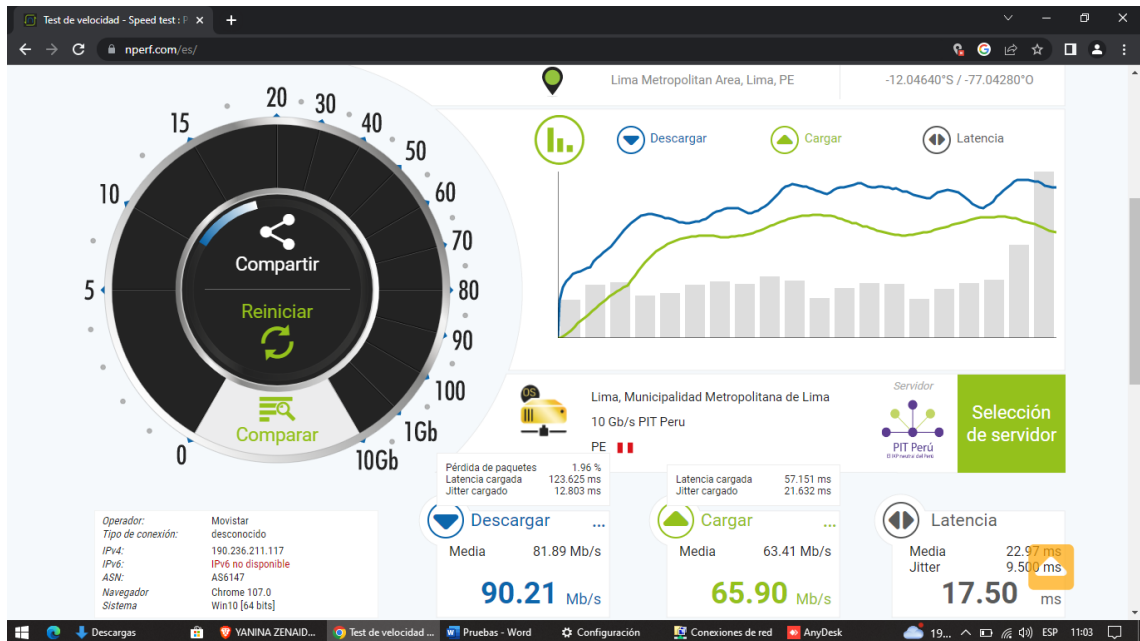 Test de velocidad - Speed test : P
nperf.com/es/
Lima Metropolitan Area, Lima, PE
-12.04640°S / -77.04280°O
0
5
10
15
20
30
40
50
60
70
80
90
100
1Gb
10Gb
Compartir
Reiniciar
Comparar
Descargar
Cargar
Latencia
OS
Lima, Municipalidad Metropolitana de Lima
10 Gb/s PIT Peru
PE
Servidor
PIT Perú
El IXP neutral del Perú
Selección
de servidor
Pérdida de paquetes 1.96 %
Latencia cargada 123.625 ms
Jitter cargado 12.803 ms
Descargar ...
Media 81.89 Mb/s
90.21 Mb/s
Latencia cargada 57.151 ms
Jitter cargado 21.632 ms
Cargar ...
Media 63.41 Mb/s
65.90 Mb/s
Latencia
Media 22.97 ms
Jitter 9.500 ms
17.50 ms
Operador: Movistar
Tipo de conexión: desconocido
IPv4: 190.236.211.117
IPv6: IPv6 no disponible
ASN: AS6147
Navegador Chrome 107.0
Sistema Win10 [64 bits]
Descargas
YANINA ZENAID...
Test de velocidad ...
Pruebas - Word
Configuración
Conexiones de red
AnyDesk
19...
ESP
11:03